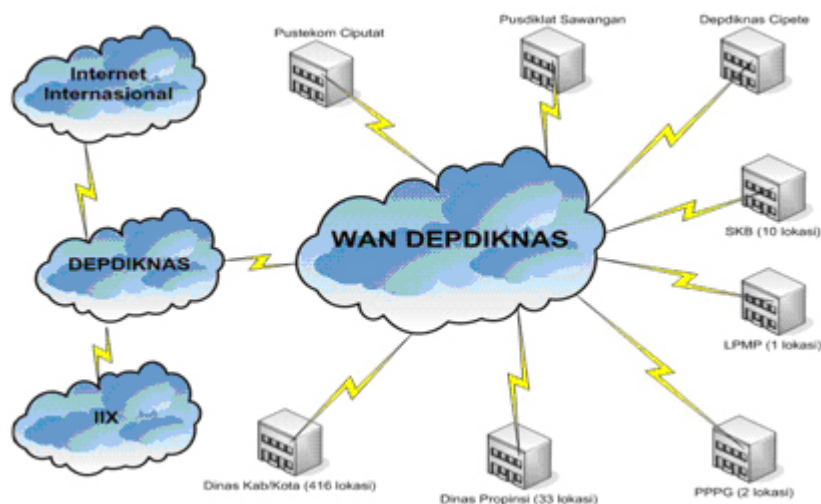 Pustekom Ciputat
Pusdiklat Sawangan
Depdiknas Cipete
Internet
Internasional
SKB (10 lokasi)
WAN DEPDIKNAS
DEPDIKNAS
LPMP (1 lokasi)
IIX
Dinas Kab/Kota (416 lokasi)
Dinas Propinsi (33 lokasi)
PPPG (2 lokasi)